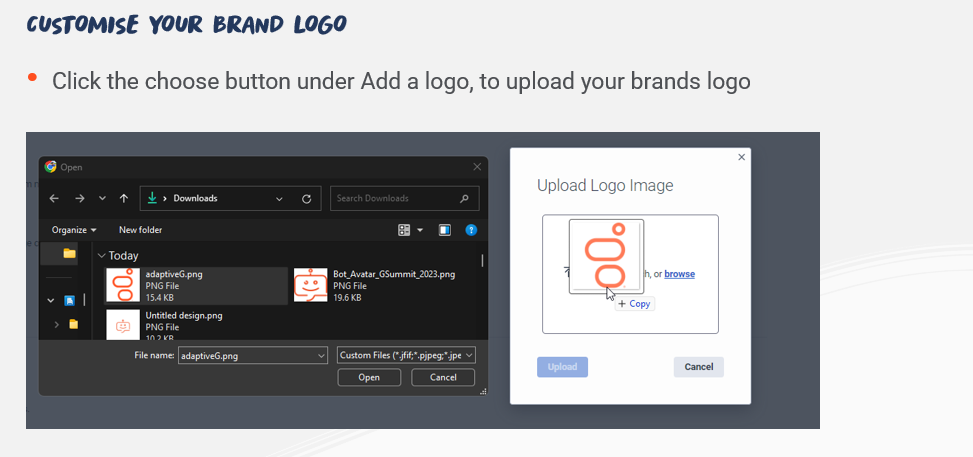 CUSTOMISE YOUR BRAND LOGO
Click the choose button under Add a logo, to upload your brands logo
Open
Downloads
Search Downloads
Organize
New folder
Today
adaptiveG.png
PNG File
15.4 KB
Bot_Avatar_GSummit_2023.png
PNG File
19.6 KB
Untitled design.png
PNG File
10.2 KB
File name: adaptiveG.png
Custom Files (*.jfif;*.pjpeg;*.jpe
Open Cancel
Upload Logo Image
h, or browse
+ Copy
Upload Cancel